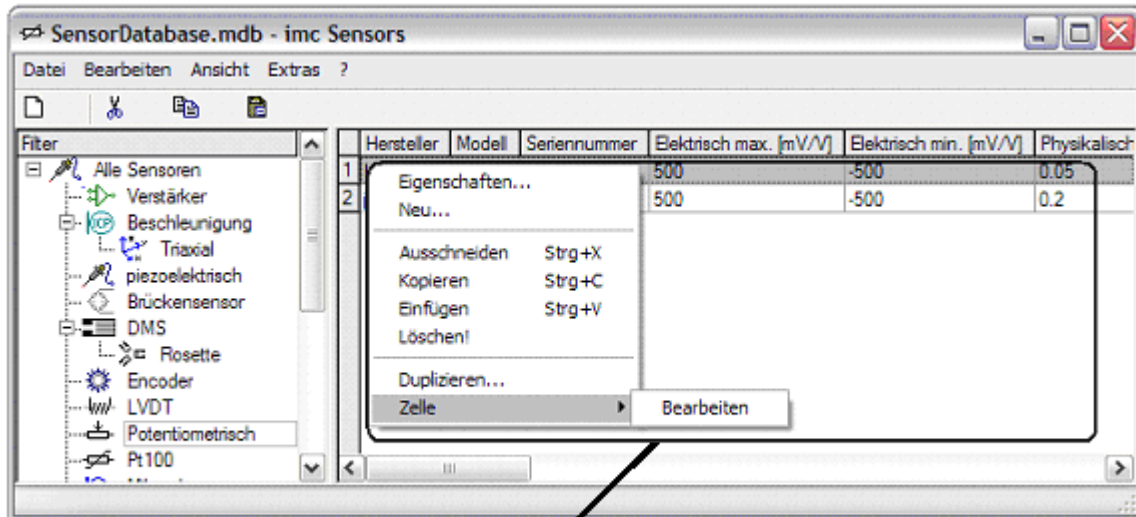 SensorDatabase.mdb - imc Sensors
Datei Bearbeiten Ansicht Extras ?
Filter
Alle Sensoren
Verstärker
ICP Beschleunigung
Triaxial
piezoelektrisch
Brückensensor
DMS
Rosette
Encoder
LVDT
Potentiometrisch
Pt100
Hersteller Modell Seriennummer Elektrisch max. [mV/V] Elektrisch min. [mV/V] Physikalisch
1 500 -500 0.05
2 500 -500 0.2
Eigenschaften...
Neu...
Ausschneiden Strg+X
Kopieren Strg+C
Einfügen Strg+V
Löschen!
Duplizieren...
Zelle Bearbeiten